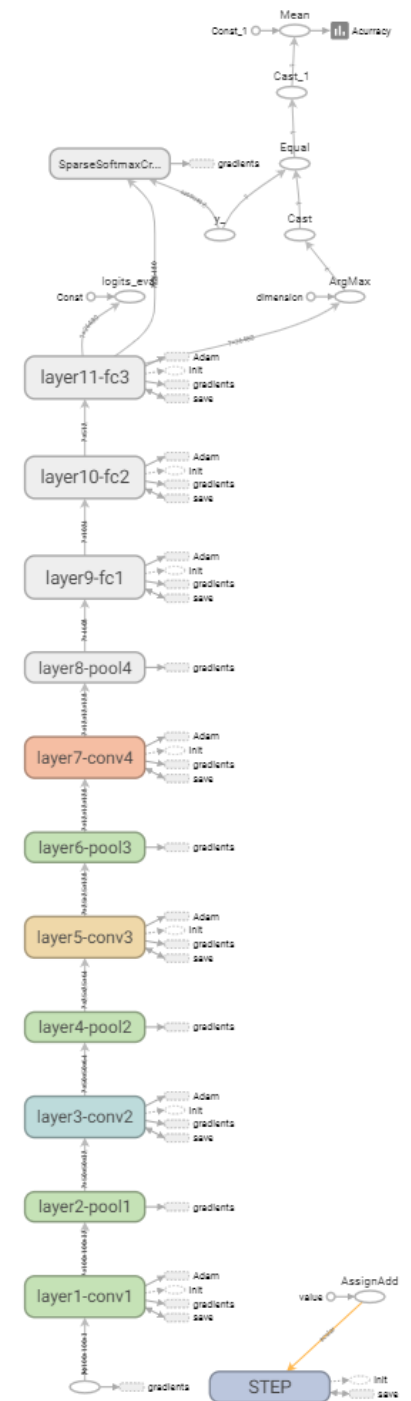 Mean
Const_1
Acurracy
Cast_1
Equal
SparseSoftmaxCr...
gradients
y_
Cast
logits_eval
Const
ArgMax
dimension
layer11-fc3
Adam
init
gradients
save
layer10-fc2
Adam
init
gradients
save
layer9-fc1
Adam
init
gradients
save
layer8-pool4
gradients
layer7-conv4
Adam
init
gradients
save
layer6-pool3
gradients
layer5-conv3
Adam
init
gradients
save
layer4-pool2
gradients
layer3-conv2
Adam
init
gradients
save
layer2-pool1
gradients
layer1-conv1
Adam
init
gradients
save
gradients
AssignAdd
value
scalar
STEP
init
save